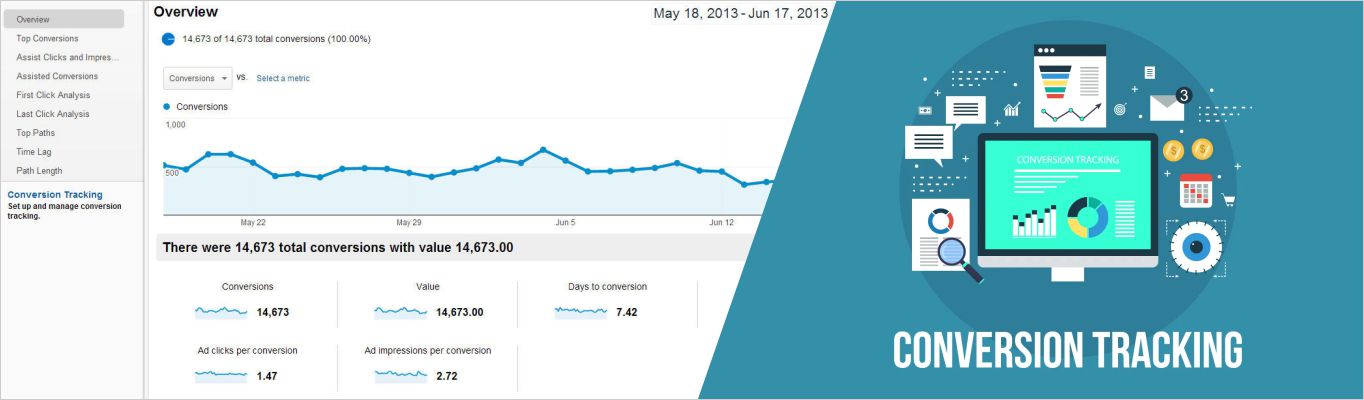 Overview
Top Conversions
Assist Clicks and Impres...
Assisted Conversions
First Click Analysis
Last Click Analysis
Top Paths
Time Lag
Path Length
Conversion Tracking
Set up and manage conversion
tracking.
Overview
May 18, 2013 - Jun 17, 2013
14,673 of 14,673 total conversions (100.00%)
Conversions vs. Select a metric
Conversions
1,000
500
May 22 May 29 Jun 5 Jun 12
There were 14,673 total conversions with value 14,673.00
Conversions Value Days to conversion
14,673 14,673.00 7.42
Ad clicks per conversion Ad impressions per conversion
1.47 2.72
3
CONVERSION TRACKING
$ $
CONVERSION TRACKING